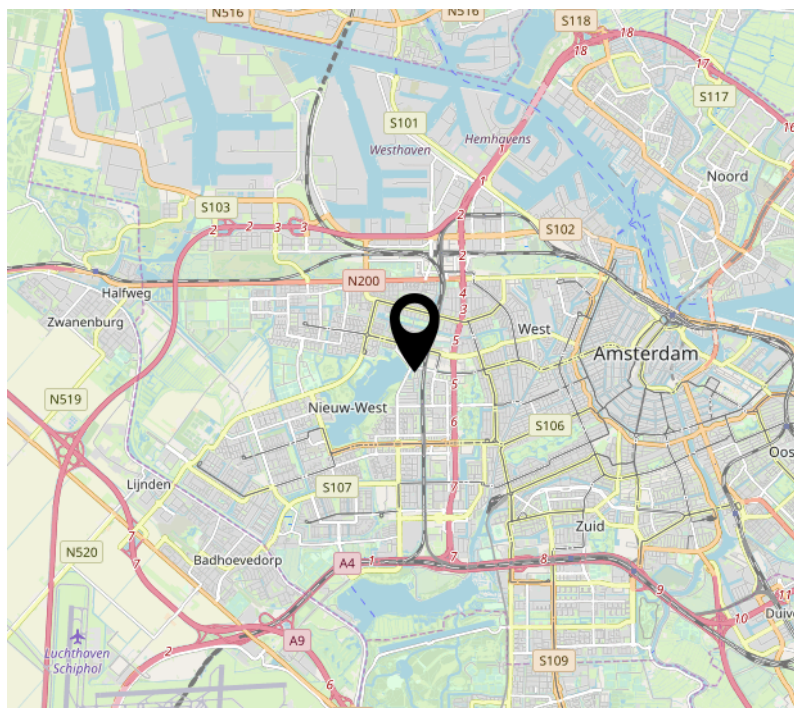 N516
N516
S118
18
18
17
S117
16
S101
Westhaven
Hemhavens
1
1
Noord
S103
2
2
3
3
2
S102
2
N200
4
3
Halfweg
Zwanenburg
5
West
Amsterdam
5
N519
Nieuw-West
6
S106
Oos
Lijnden
S107
7
7
7
Zuid
N520
Badhoevedorp
A4
1
7
8
9
11
10
Duive
Luchthaven
Schiphol
2
A9
6
S109